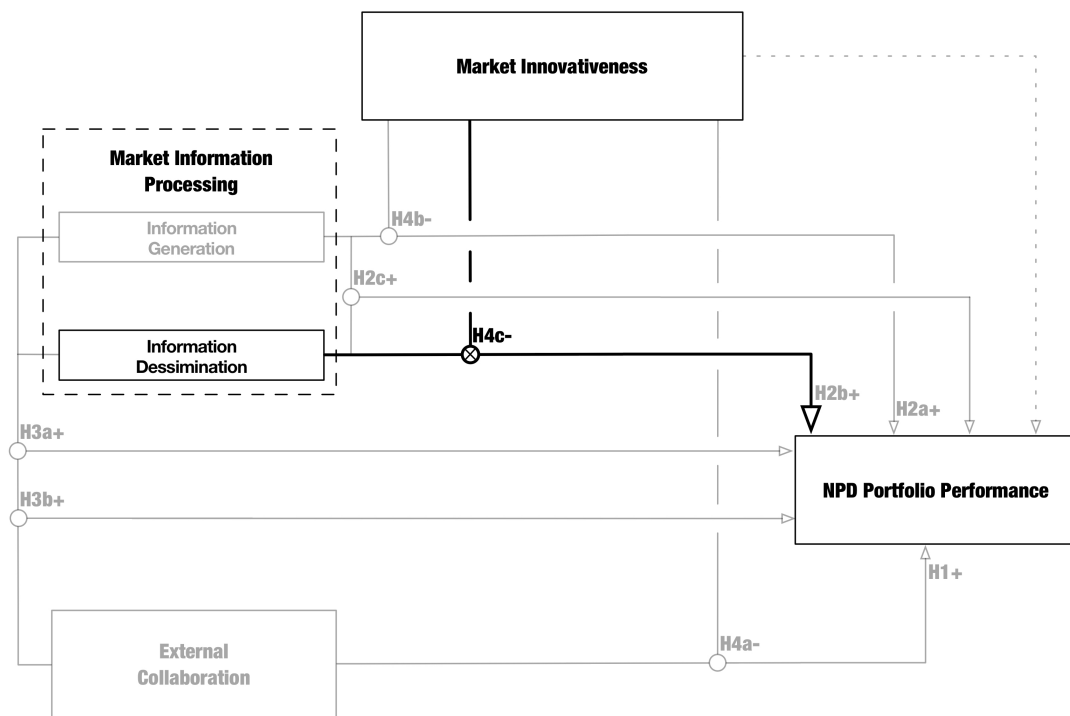 Market Innovativeness
Market Information
Processing
Information
Generation
H4b-
H2c+
Information
Dessimination
H4c-
H2b+
H2a+
H3a+
NPD Portfolio Performance
H3b+
H1+
External
Collaboration
H4a-